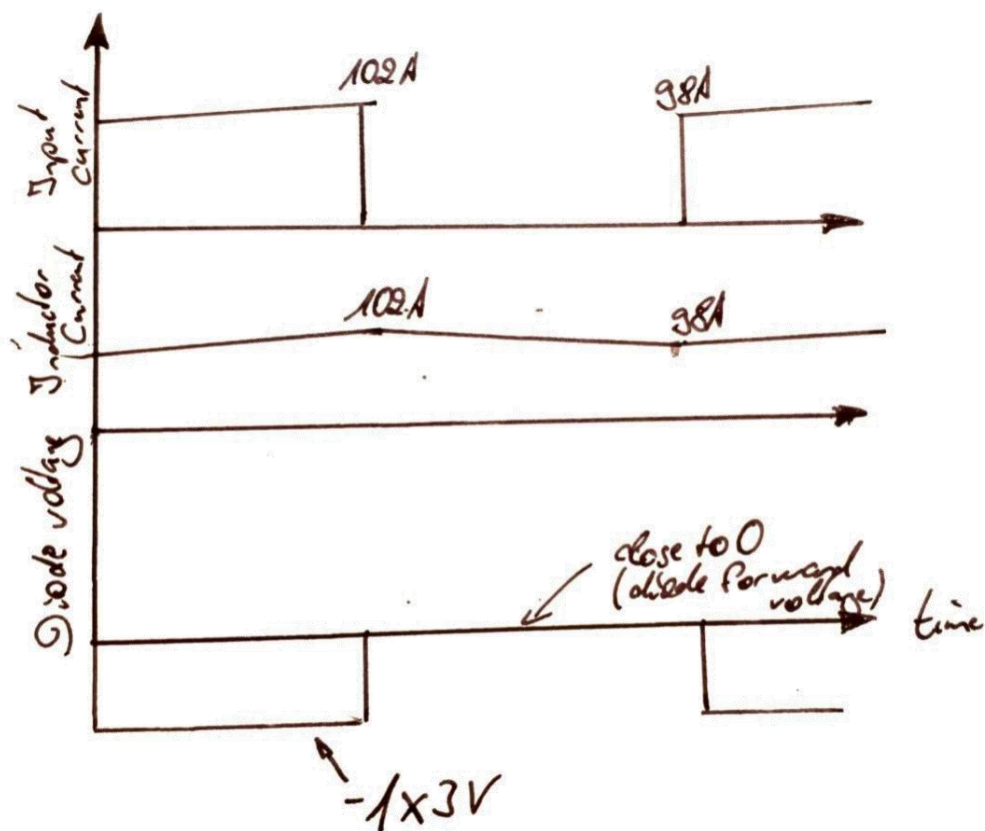 Input
current
102A
98A
Inductor
Current
102A
98A
Diode voltage
close to 0
(diode forward
voltage)
time
-1x3V